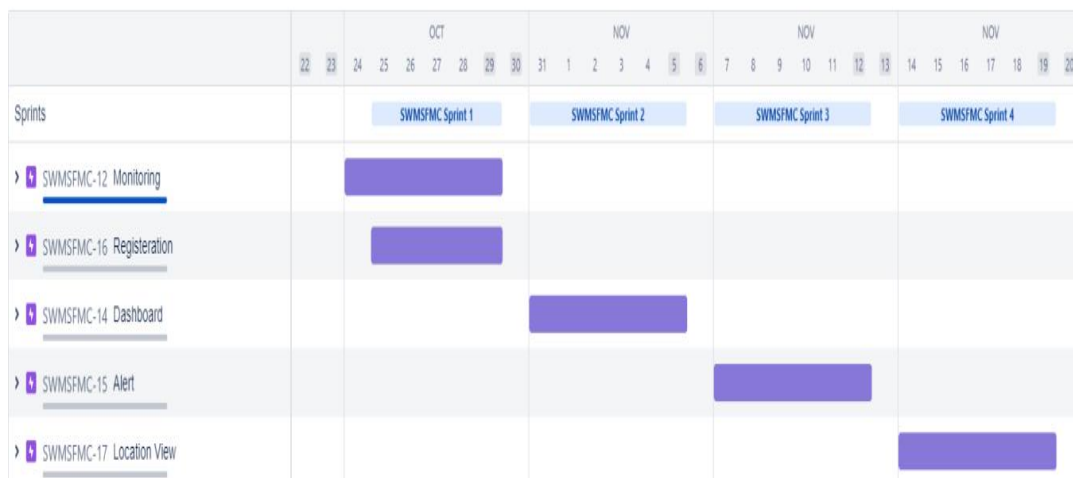 OCT NOV NOV NOV
22 23 24 25 26 27 28 29 30 31 1 2 3 4 5 6 7 8 9 10 11 12 13 14 15 16 17 18 19 20
Sprints SWMSFMC Sprint 1 SWMSFMC Sprint 2 SWMSFMC Sprint 3 SWMSFMC Sprint 4
SWMSFMC-12 Monitoring
SWMSFMC-16 Registeration
SWMSFMC-14 Dashboard
SWMSFMC-15 Alert
SWMSFMC-17 Location View